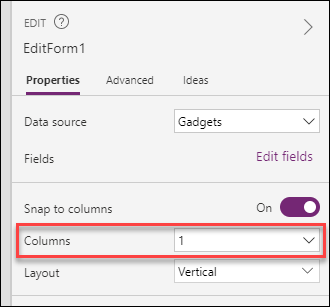 EDIT ?
EditForm1
Properties Advanced Ideas
Data source Gadgets
Fields Edit fields
Snap to columns On
Columns 1
Layout Vertical